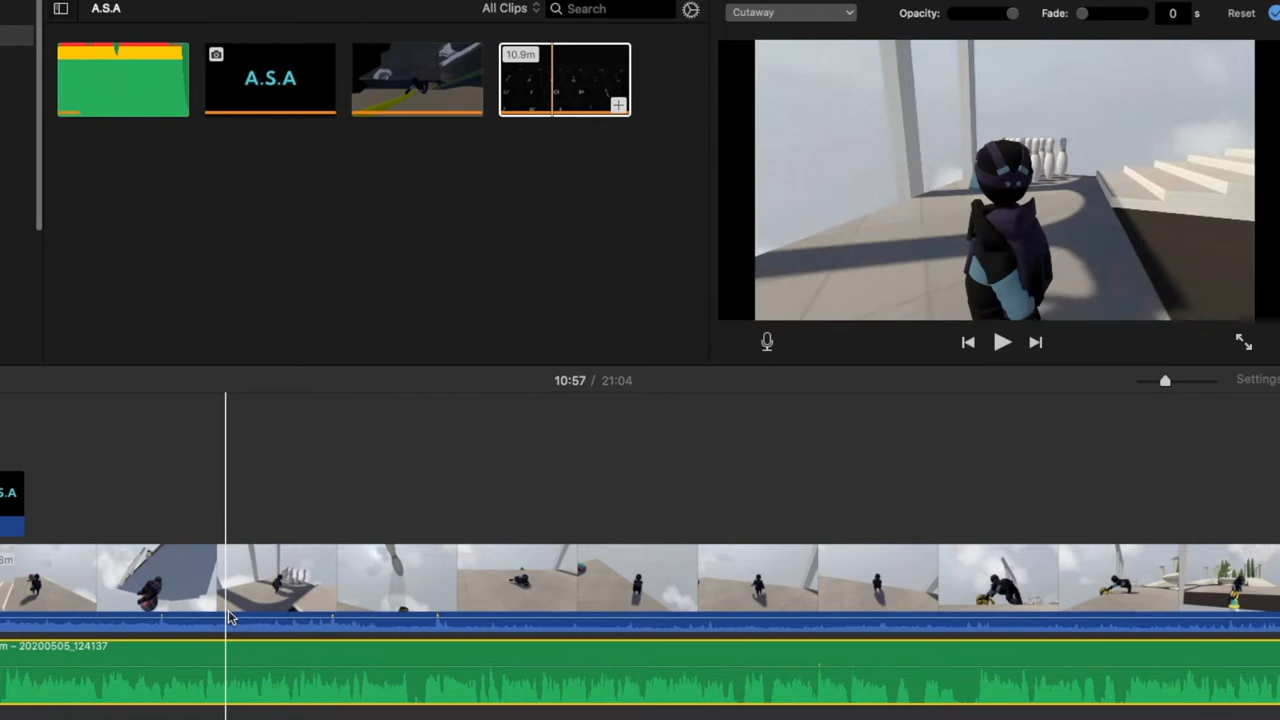 A.S.A
All Clips
Search
Cutaway
Opacity:
Fade:
0 s
Reset
A.S.A
10.9m
10:57 / 21:04
Settings
S.A
m – 20200505_124137